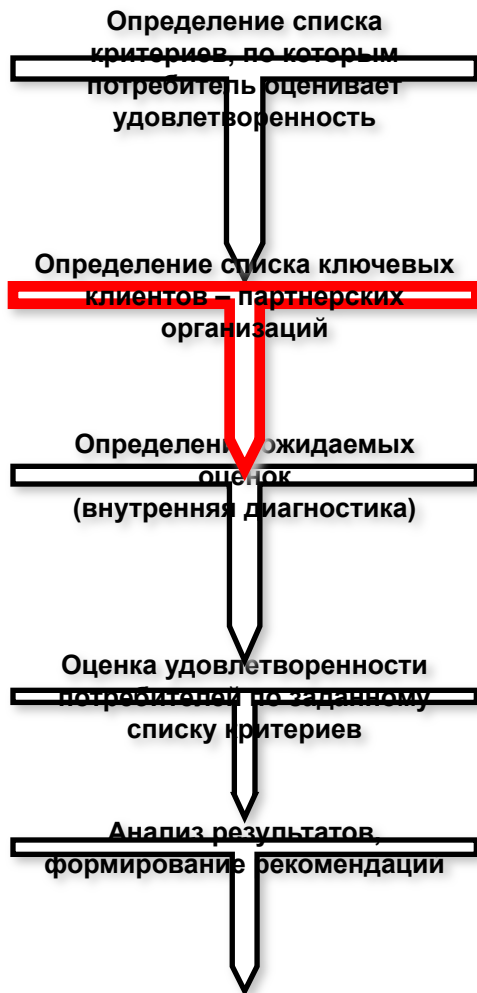 Определение списка
критериев, по которым
потребитель оценивает
удовлетворенность
Определение списка ключевых
клиентов – партнерских
организаций
Определение ожидаемых
оценок
(внутренняя диагностика)
Оценка удовлетворенности
потребителей по заданному
списку критериев
Анализ результатов,
формирование рекомендации